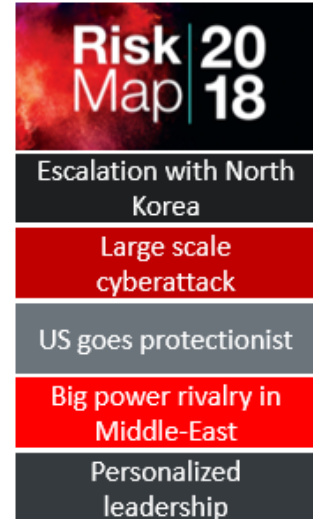 Risk 20
Map 18
Escalation with North
Korea
Large scale
cyberattack
US goes protectionist
Big power rivalry in
Middle-East
Personalized
leadership